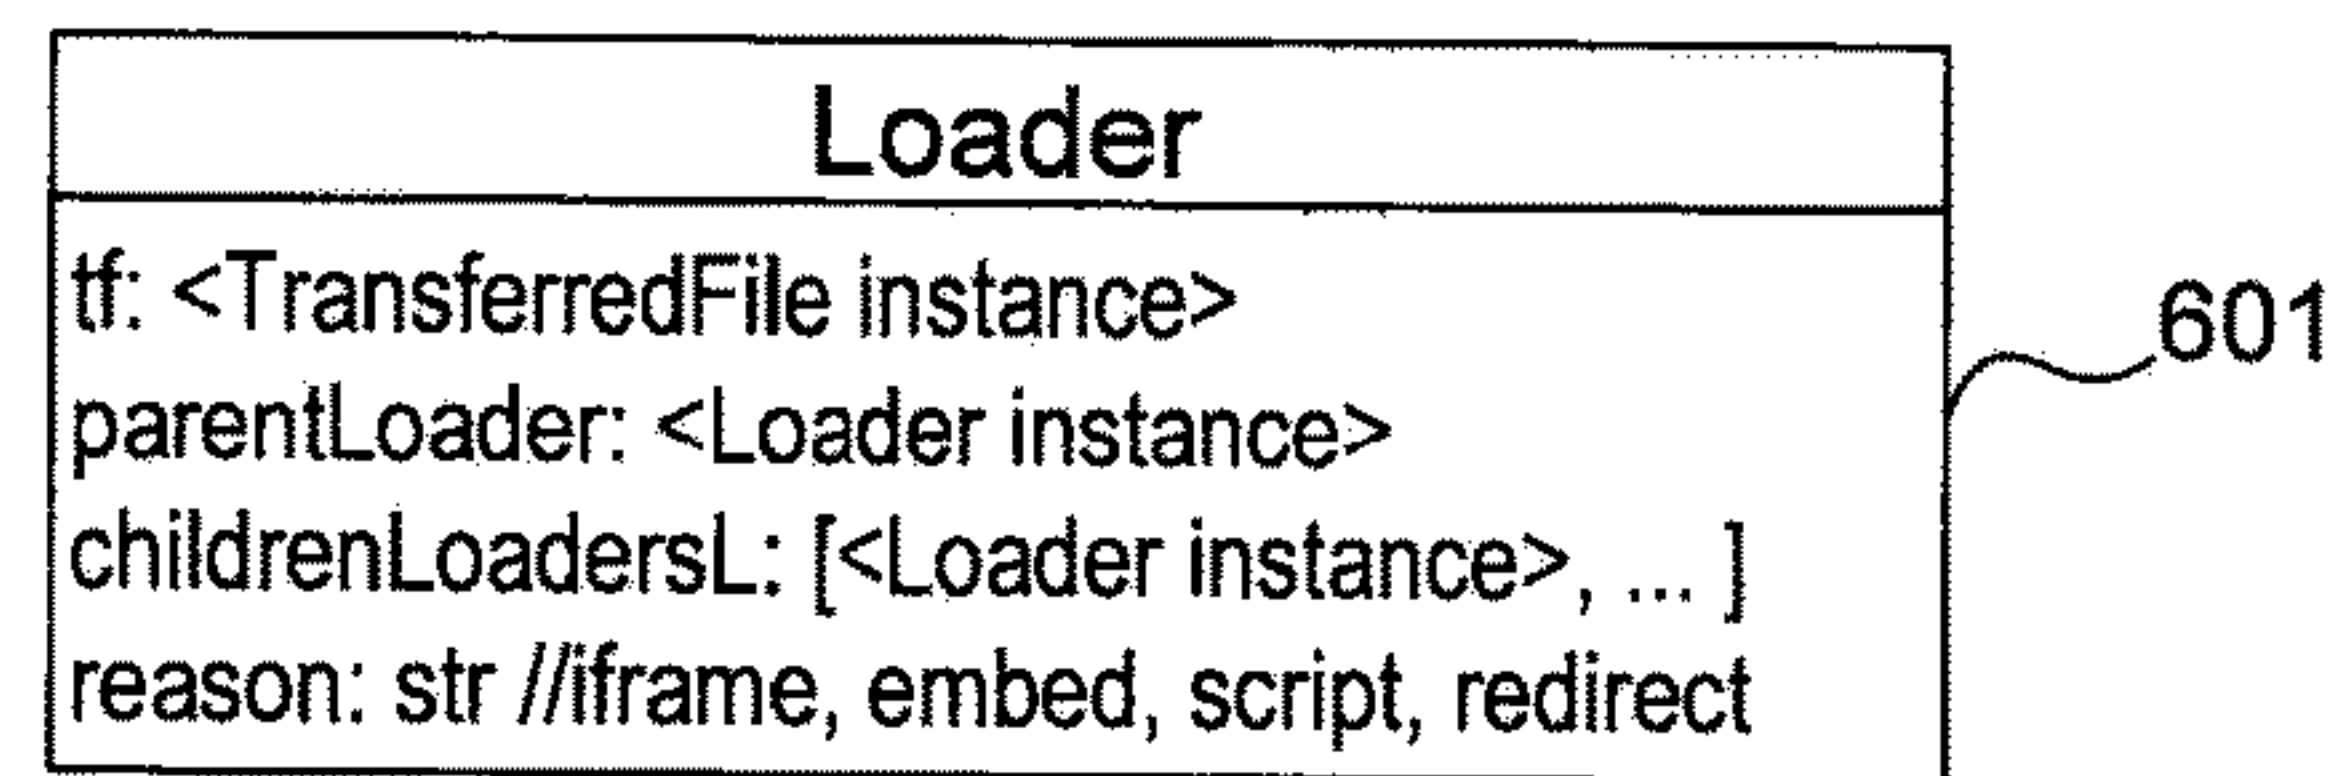 Loader
tf: <TransferredFile instance>
601
parentLoader: <Loader instance>
childrenLoadersL: [<Loader instance>, ... ]
reason: str //iframe, embed, script, redirect